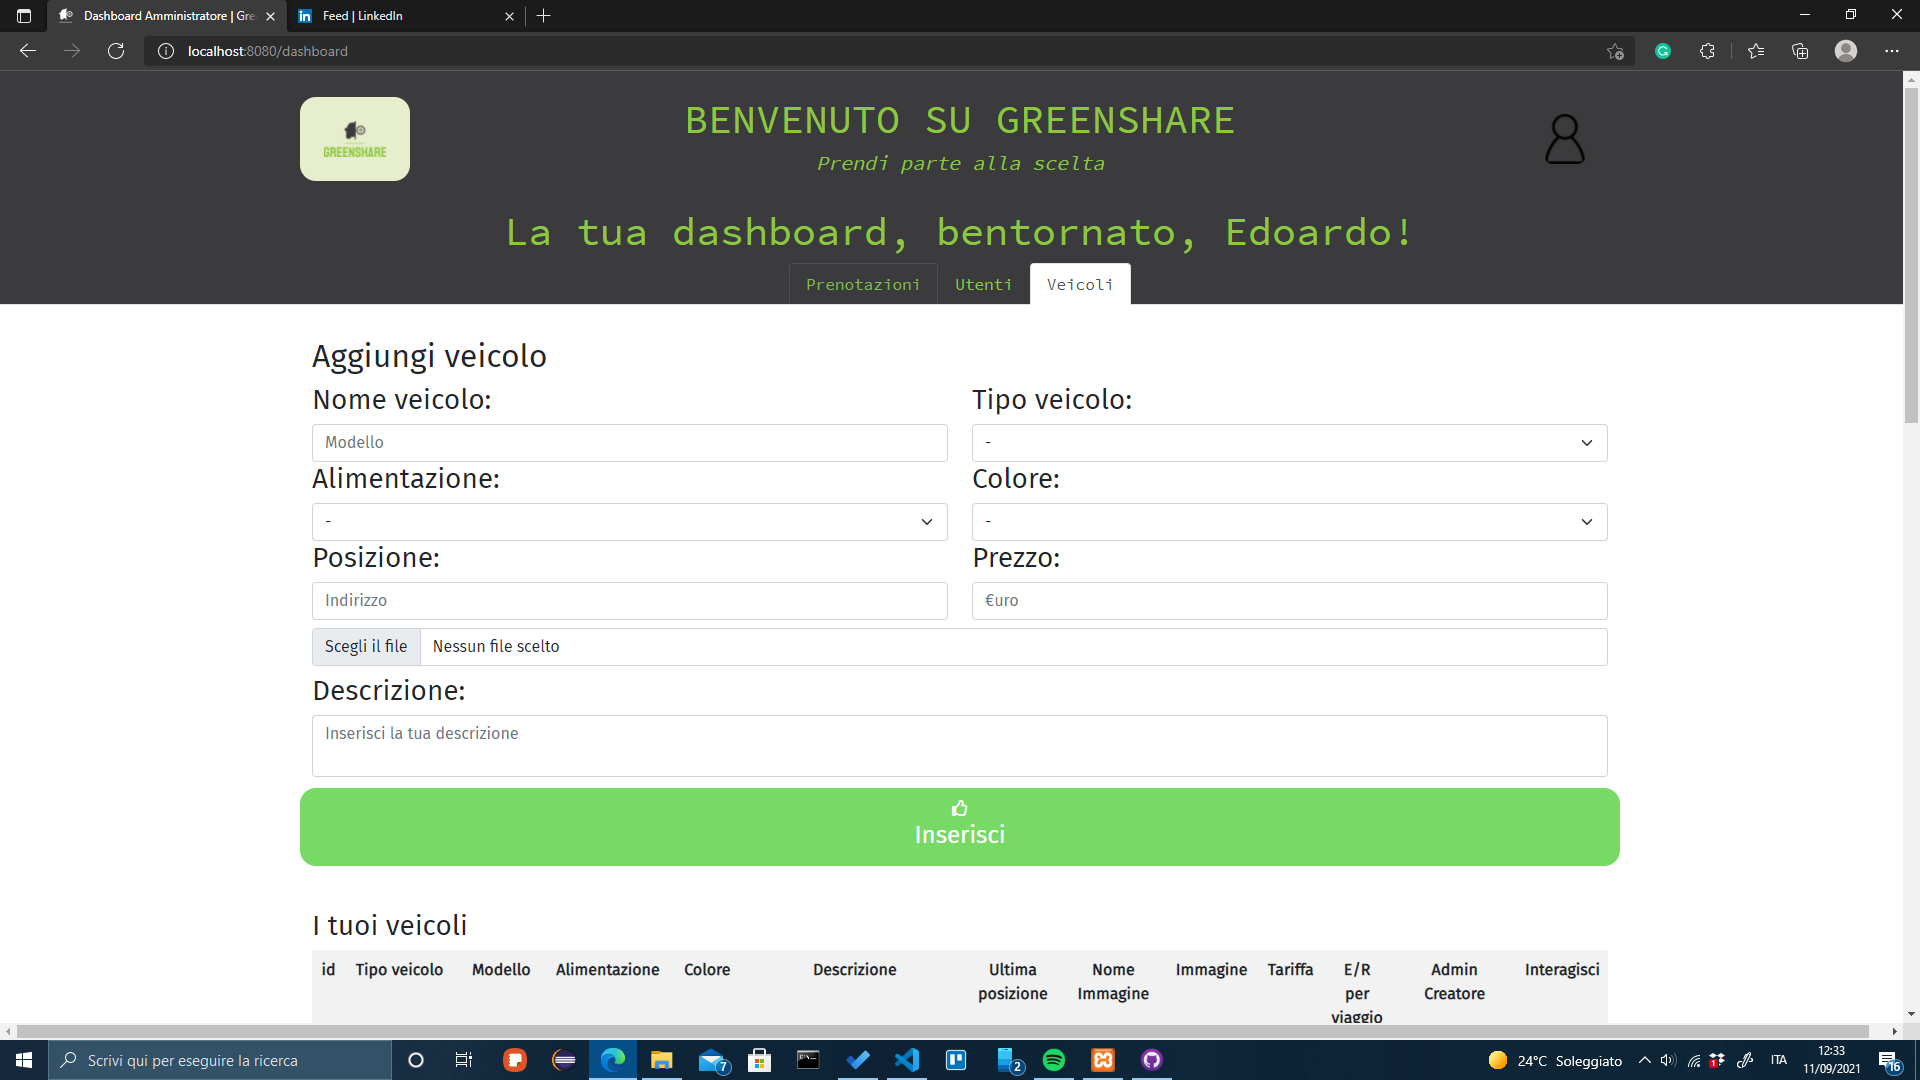 Dashboard Amministratore | Gre
Feed | LinkedIn
localhost:8080/dashboard
GREENSHARE
BENVENUTO SU GREENSHARE
Prendi parte alla scelta
La tua dashboard, bentornato, Edoardo!
Prenotazioni Utenti Veicoli
Aggiungi veicolo
Nome veicolo: Tipo veicolo:
Modello -
Alimentazione: Colore:
- -
Posizione: Prezzo:
Indirizzo €uro
Scegli il file Nessun file scelto
Descrizione:
Inserisci la tua descrizione
Inserisci
I tuoi veicoli
id Tipo veicolo Modello Alimentazione Colore Descrizione Ultima Nome Immagine Tariffa E/R Admin Interagisci
posizione Immagine per Creatore
viaggio
Scrivi qui per eseguire la ricerca 7 2 24°C Soleggiato 1 ITA 12:33
11/09/2021 16